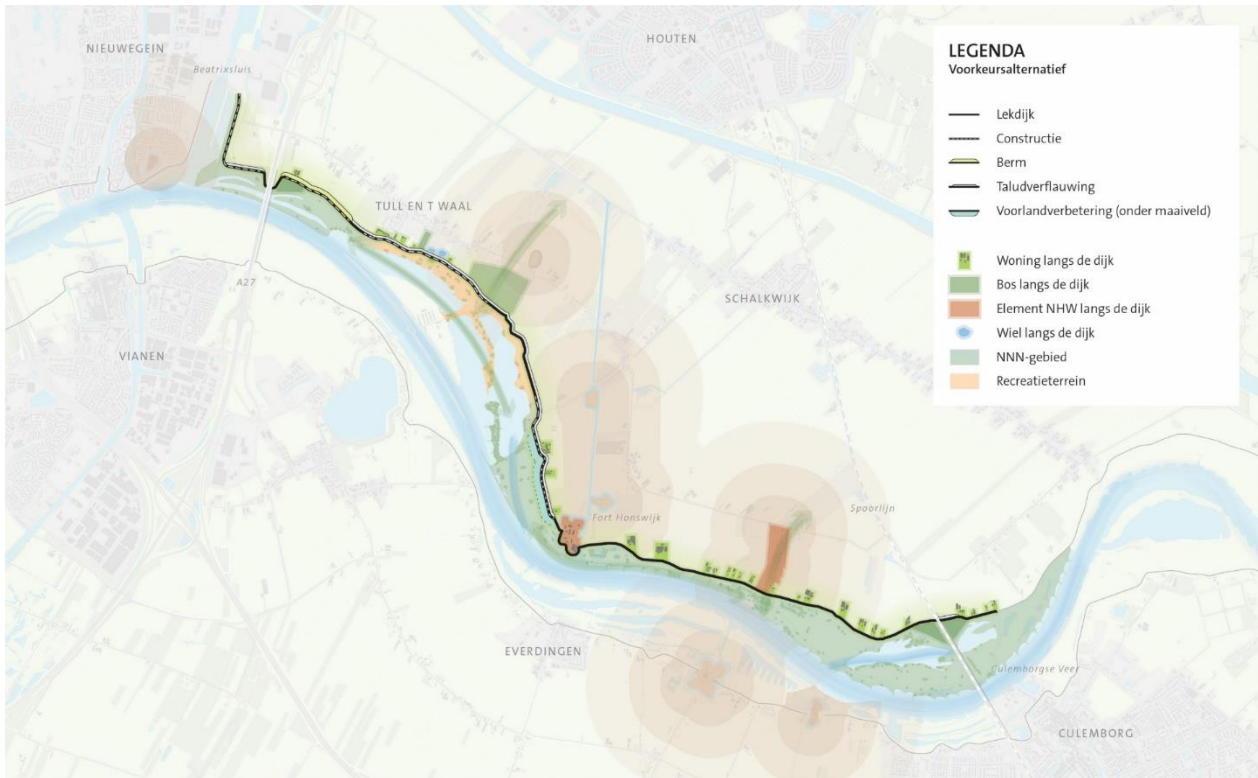 NIEUWEGEIN
Beatrixsluis
HOUTEN
TULL EN T WAAL
A27
VIANEN
SCHALKWIJK
Fort Honswijk
Spoorlijn
EVERDINGEN
Culemborgse Veer
CULEMBORG
LEGENDA
Voorkeursalternatief
Lekdijk
Constructie
Berm
Taludverflauwing
Voorlandverbetering (onder maaiveld)
Woning langs de dijk
Bos langs de dijk
Element NHW langs de dijk
Wiel langs de dijk
NNN-gebied
Recreatieterrein